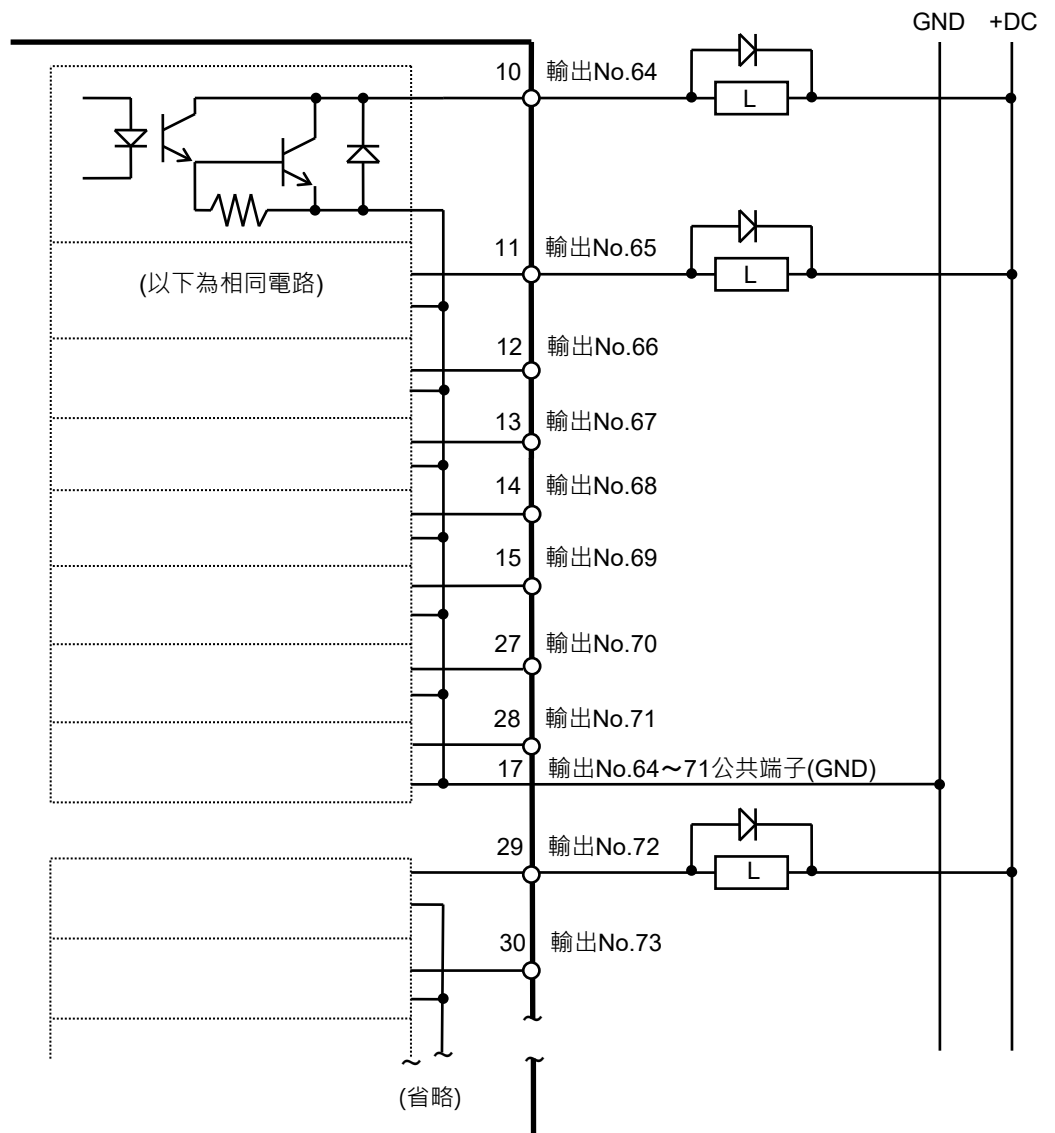 GND +DC
10 輸出No.64
L
11 輸出No.65
(以下為相同電路)
L
12 輸出No.66
13 輸出No.67
14 輸出No.68
15 輸出No.69
27 輸出No.70
28 輸出No.71
17 輸出No.64～71公共端子(GND)
29 輸出No.72
L
30 輸出No.73
(省略)